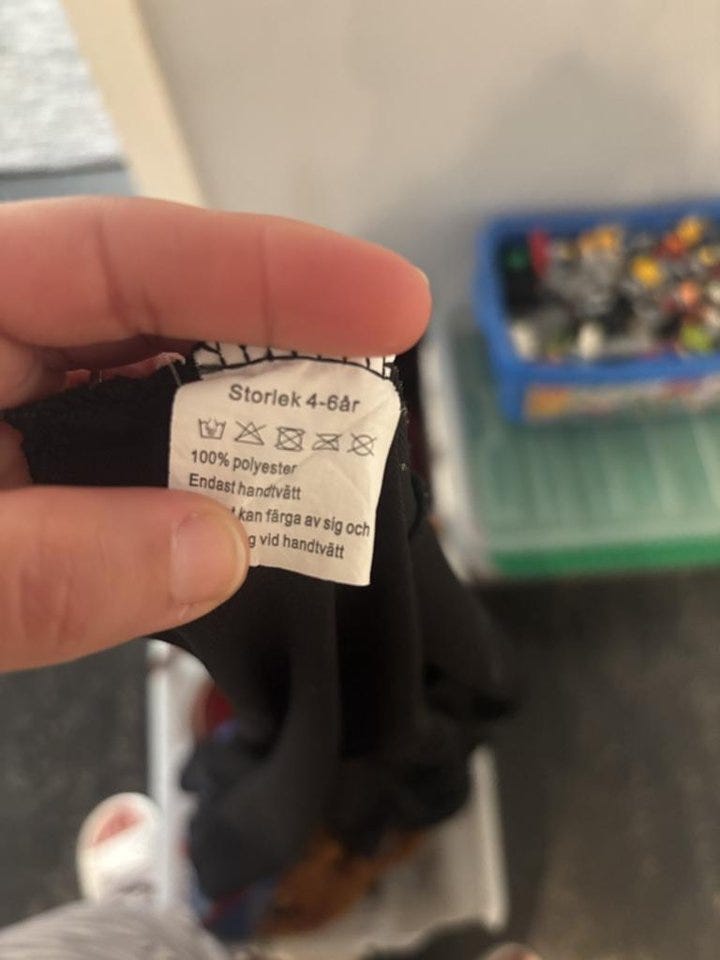 Storlek 4-6år
100% polyester
Endast handtvätt
kan färga av sig och
vid handtvätt